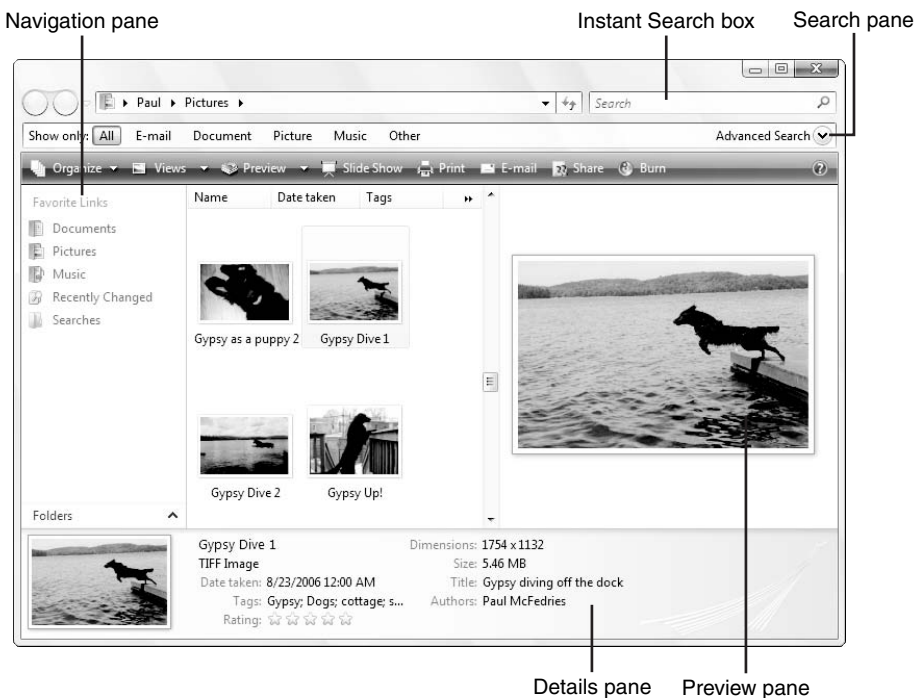 Navigation pane
Instant Search box
Search pane
Paul
Pictures
Search
Show only: All E-mail Document Picture Music Other
Advanced Search
Organize Views Preview Slide Show Print E-mail Share Burn
Favorite Links
Documents
Pictures
Music
Recently Changed
Searches
Folders
Name Date taken Tags
Gypsy as a puppy 2
Gypsy Dive 1
Gypsy Dive 2
Gypsy Up!
Gypsy Dive 1
TIFF Image
Date taken: 8/23/2006 12:00 AM
Tags: Gypsy; Dogs; cottage; s...
Rating:
Dimensions: 1754 x 1132
Size: 5.46 MB
Title: Gypsy diving off the dock
Authors: Paul McFedries
Details pane
Preview pane